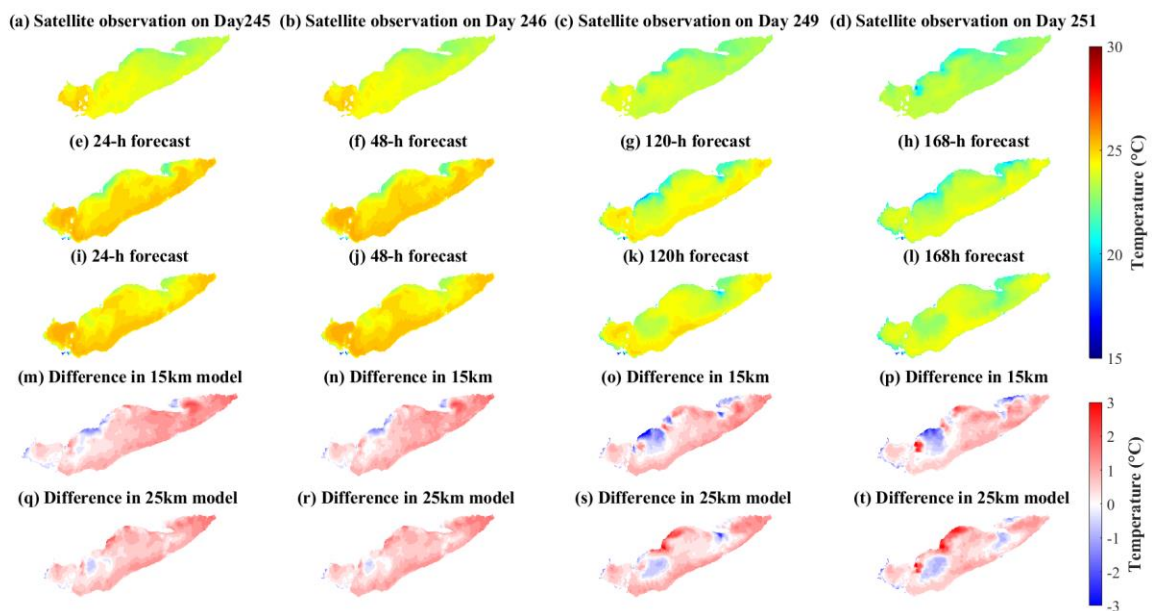 (a) Satellite observation on Day245
(b) Satellite observation on Day 246
(c) Satellite observation on Day 249
(d) Satellite observation on Day 251
(e) 24-h forecast
(f) 48-h forecast
(g) 120-h forecast
(h) 168-h forecast
(i) 24-h forecast
(j) 48-h forecast
(k) 120h forecast
(l) 168h forecast
30
25
20
15
Temperature (°C)
(m) Difference in 15km model
(n) Difference in 15km
(o) Difference in 15km
(p) Difference in 15km
(q) Difference in 25km model
(r) Difference in 25km model
(s) Difference in 25km model
(t) Difference in 25km model
3
2
1
0
-1
-2
-3
Temperature (°C)